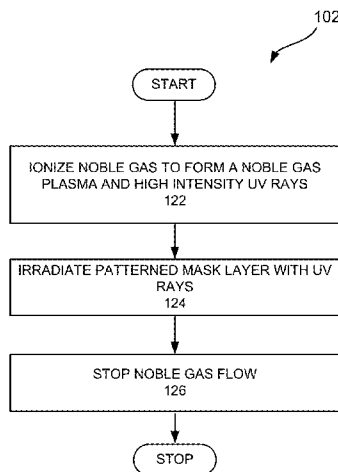 102
START
IONIZE NOBLE GAS TO FORM A NOBLE GAS
PLASMA AND HIGH INTENSITY UV RAYS
122
IRRADIATE PATTERNED MASK LAYER WITH UV
RAYS
124
STOP NOBLE GAS FLOW
126
STOP